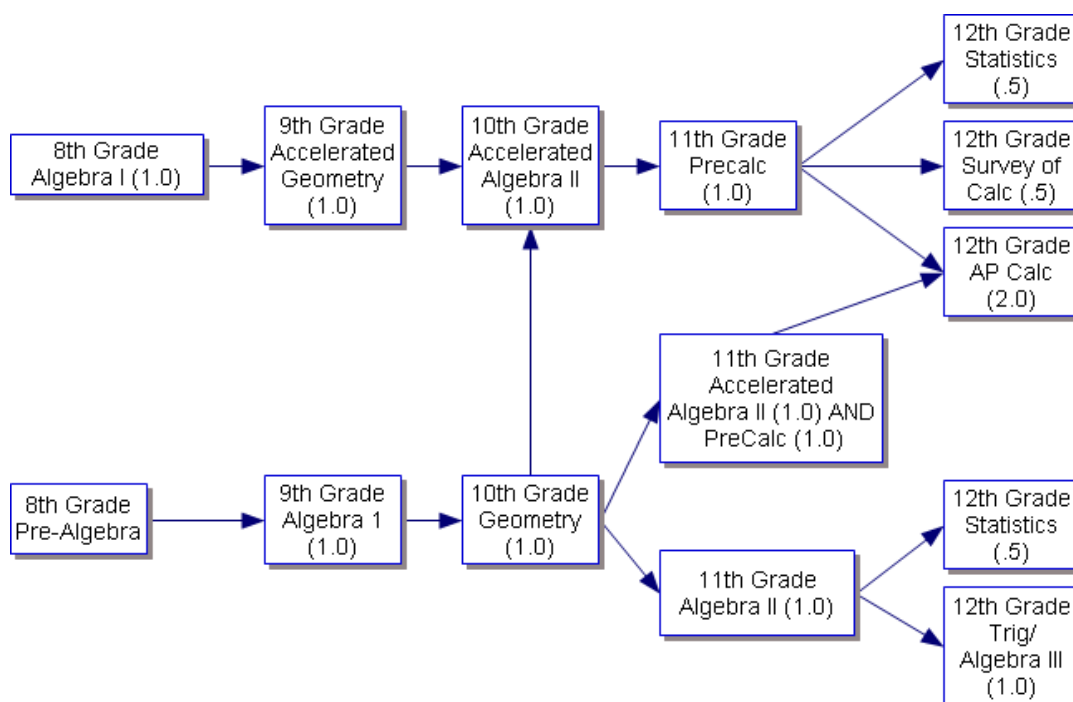 12th Grade
Statistics
(.5)
8th Grade
Algebra I (1.0)
9th Grade
Accelerated
Geometry
(1.0)
10th Grade
Accelerated
Algebra II
(1.0)
11th Grade
Precalc
(1.0)
12th Grade
Survey of
Calc (.5)
12th Grade
AP Calc
(2.0)
11th Grade
Accelerated
Algebra II (1.0) AND
PreCalc (1.0)
8th Grade
Pre-Algebra
9th Grade
Algebra 1
(1.0)
10th Grade
Geometry
(1.0)
11th Grade
Algebra II (1.0)
12th Grade
Statistics
(.5)
12th Grade
Trig/
Algebra III
(1.0)